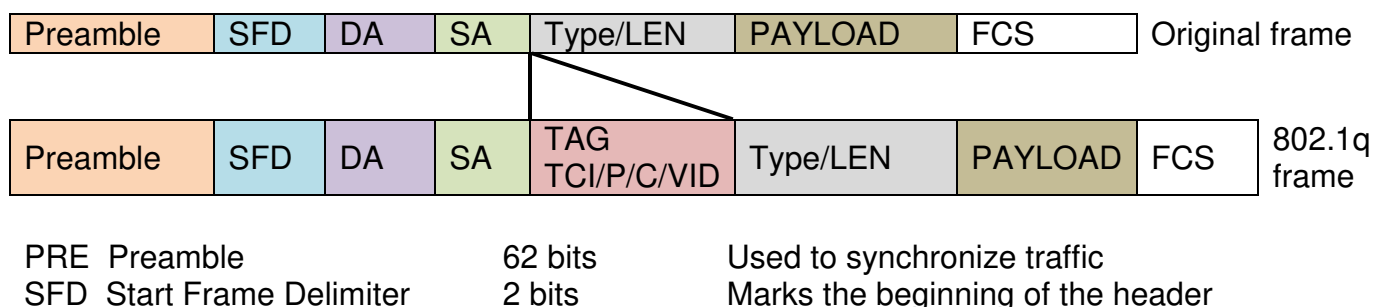 Preamble SFD DA SA Type/LEN PAYLOAD FCS Original frame
Preamble SFD DA SA TAG TCI/P/C/VID Type/LEN PAYLOAD FCS 802.1q frame
PRE Preamble 62 bits Used to synchronize traffic
SFD Start Frame Delimiter 2 bits Marks the beginning of the header